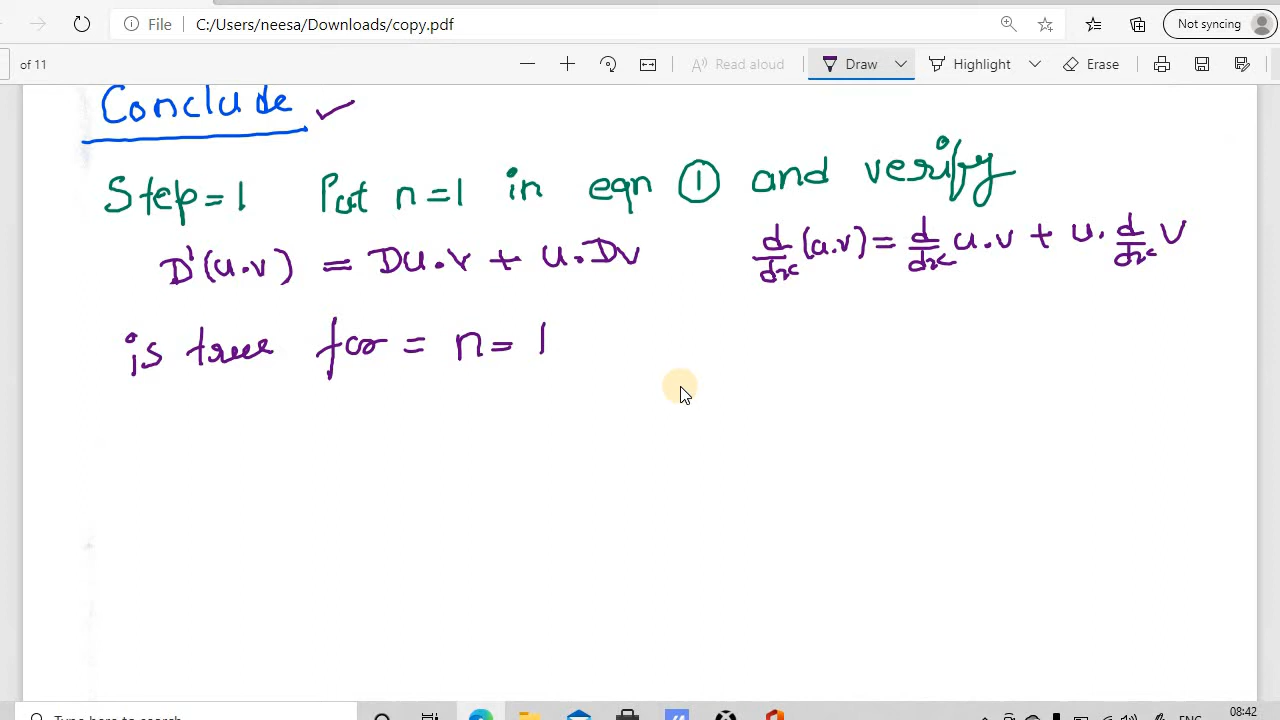 File C:/Users/neesa/Downloads/copy.pdf Not syncing
of 11 Read aloud Draw Highlight Erase
Conclude ✓
Step=1 Put n=1 in eqn ① and verify
D'(u.v) = Du.v + u.Dv d/dx (u.v) = d/dx u.v + u. d/dx v
is true for = n= 1
08:42